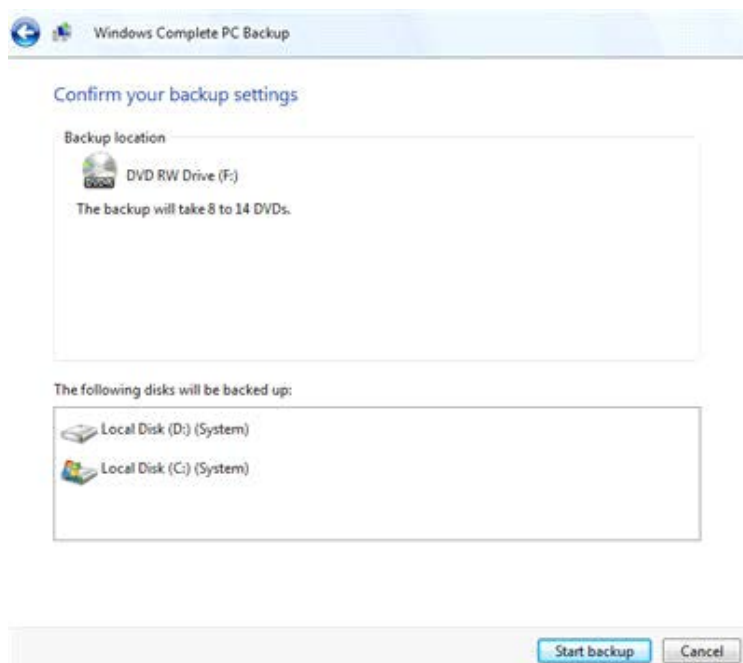 Windows Complete PC Backup
Confirm your backup settings
Backup location
DVD RW Drive (F:)
The backup will take 8 to 14 DVDs.
The following disks will be backed up:
Local Disk (D:) (System)
Local Disk (C:) (System)
Start backup
Cancel